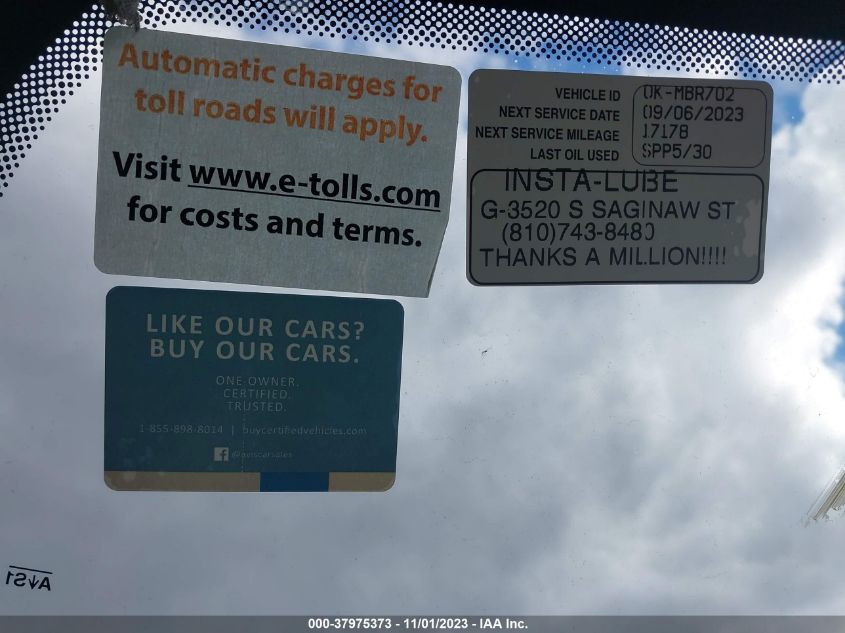 Automatic charges for
toll roads will apply.
Visit www.e-tolls.com
for costs and terms.
VEHICLE ID OK-MBR702
NEXT SERVICE DATE 09/06/2023
NEXT SERVICE MILEAGE 17178
LAST OIL USED SPP5/30
INSTA-LUBE
G-3520 S SAGINAW ST
(810)743-8480
THANKS A MILLION!!!!
LIKE OUR CARS?
BUY OUR CARS.
ONE OWNER.
CERTIFIED.
TRUSTED.
1-855-898-8014 | buycertifiedvehicles.com
f @aviscarsales
AS1
000-37975373 - 11/01/2023 - IAA Inc.